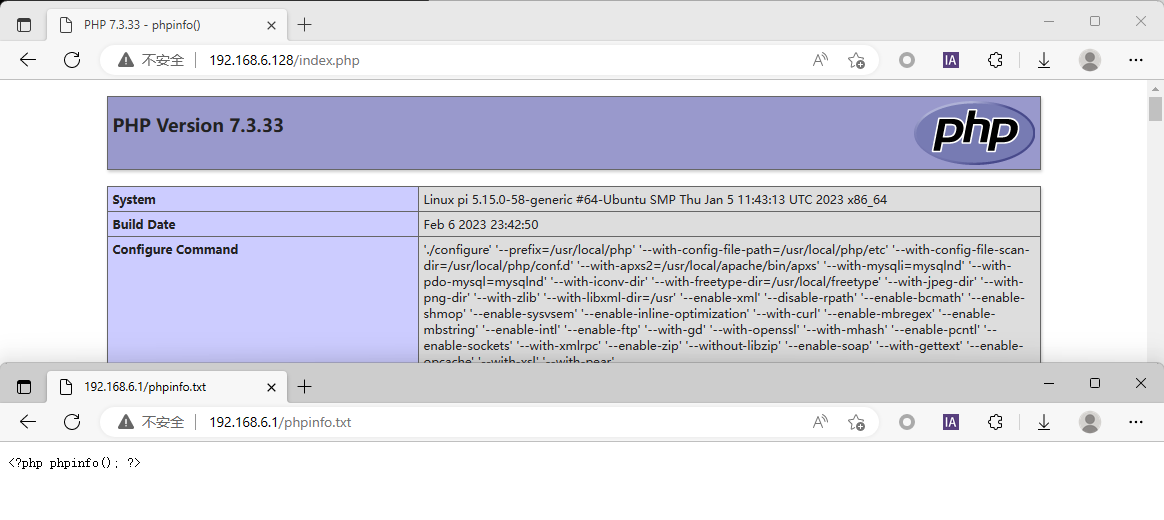 PHP 7.3.33 - phpinfo()
不安全 192.168.6.128/index.php
PHP Version 7.3.33
php
System Linux pi 5.15.0-58-generic #64-Ubuntu SMP Thu Jan 5 11:43:13 UTC 2023 x86_64
Build Date Feb 6 2023 23:42:50
Configure Command './configure' '--prefix=/usr/local/php' '--with-config-file-path=/usr/local/php/etc' '--with-config-file-scan-
dir=/usr/local/php/conf.d' '--with-apxs2=/usr/local/apache/bin/apxs' '--with-mysqli=mysqlnd' '--with-
pdo-mysql=mysqlnd' '--with-iconv-dir' '--with-freetype-dir=/usr/local/freetype' '--with-jpeg-dir' '--with-
png-dir' '--with-zlib' '--with-libxml-dir=/usr' '--enable-xml' '--disable-rpath' '--enable-bcmath' '--enable-
shmop' '--enable-sysvsem' '--enable-inline-optimization' '--with-curl' '--enable-mbregex' '--enable-
mbstring' '--enable-intl' '--enable-ftp' '--with-gd' '--with-openssl' '--with-mhash' '--enable-pcntl' '--
enable-sockets' '--with-xmlrpc' '--enable-zip' '--without-libzip' '--enable-soap' '--with-gettext' '--enable-
opcache' '--with-xsl' '--with-pear'
192.168.6.1/phpinfo.txt
不安全 192.168.6.1/phpinfo.txt
<?php phpinfo(); ?>